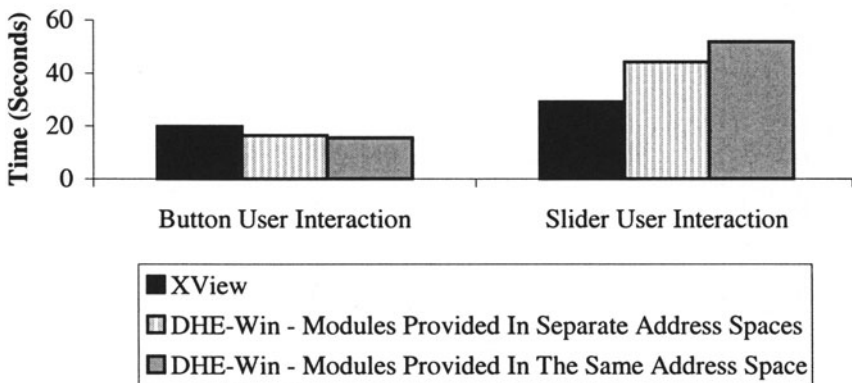 60
40
20
0
Time (Seconds)
Button User Interaction
Slider User Interaction
XView
DHE-Win - Modules Provided In Separate Address Spaces
DHE-Win - Modules Provided In The Same Address Space